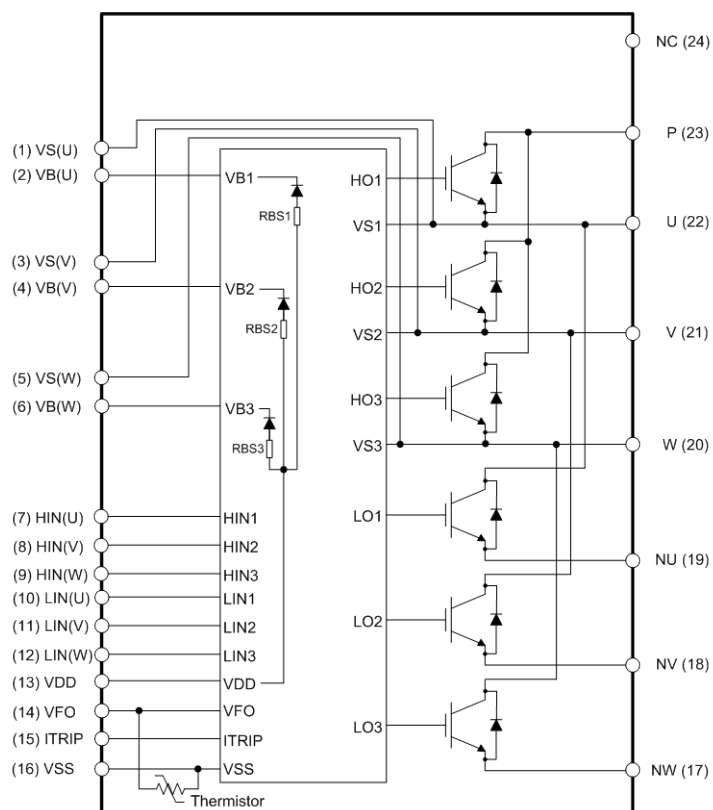 NC (24)
(1) VS(U)
P (23)
(2) VB(U)
VB1
HO1
RBS1
VS1
U (22)
(3) VS(V)
(4) VB(V)
VB2
HO2
RBS2
VS2
V (21)
(5) VS(W)
(6) VB(W)
VB3
HO3
RBS3
VS3
W (20)
(7) HIN(U)
HIN1
LO1
(8) HIN(V)
HIN2
NU (19)
(9) HIN(W)
HIN3
(10) LIN(U)
LIN1
(11) LIN(V)
LIN2
LO2
(12) LIN(W)
LIN3
NV (18)
(13) VDD
VDD
(14) VFO
VFO
LO3
(15) ITRIP
ITRIP
(16) VSS
VSS
NW (17)
Thermistor